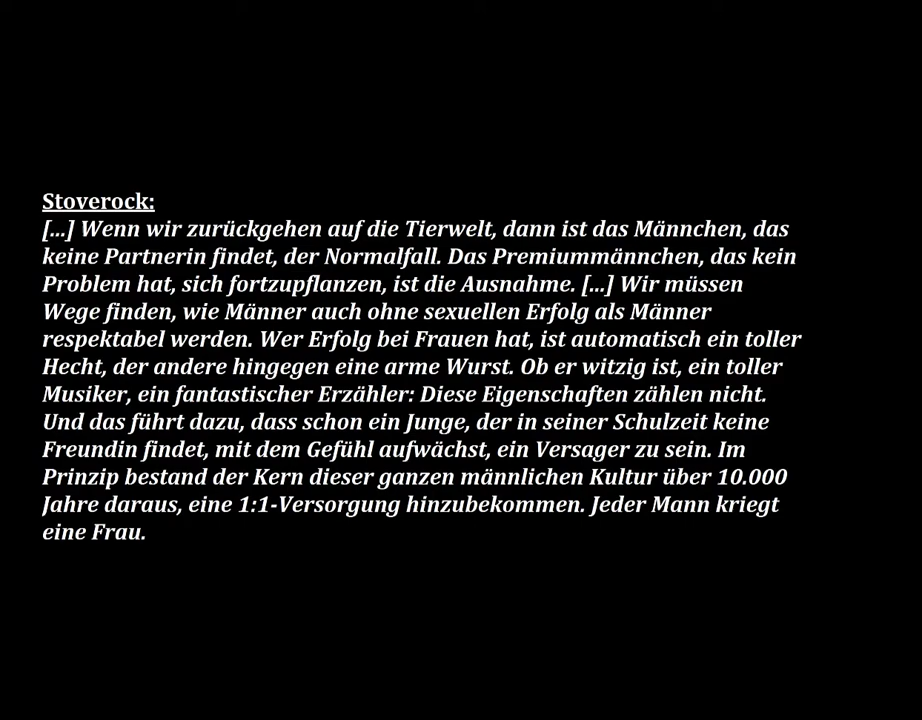 Stoverock:
[...] Wenn wir zurückgehen auf die Tierwelt, dann ist das Männchen, das
keine Partnerin findet, der Normalfall. Das Premiummännchen, das kein
Problem hat, sich fortzupflanzen, ist die Ausnahme. [...] Wir müssen
Wege finden, wie Männer auch ohne sexuellen Erfolg als Männer
respektabel werden. Wer Erfolg bei Frauen hat, ist automatisch ein toller
Hecht, der andere hingegen eine arme Wurst. Ob er witzig ist, ein toller
Musiker, ein fantastischer Erzähler: Diese Eigenschaften zählen nicht.
Und das führt dazu, dass schon ein Junge, der in seiner Schulzeit keine
Freundin findet, mit dem Gefühl aufwächst, ein Versager zu sein. Im
Prinzip bestand der Kern dieser ganzen männlichen Kultur über 10.000
Jahre daraus, eine 1:1-Versorgung hinzubekommen. Jeder Mann kriegt
eine Frau.